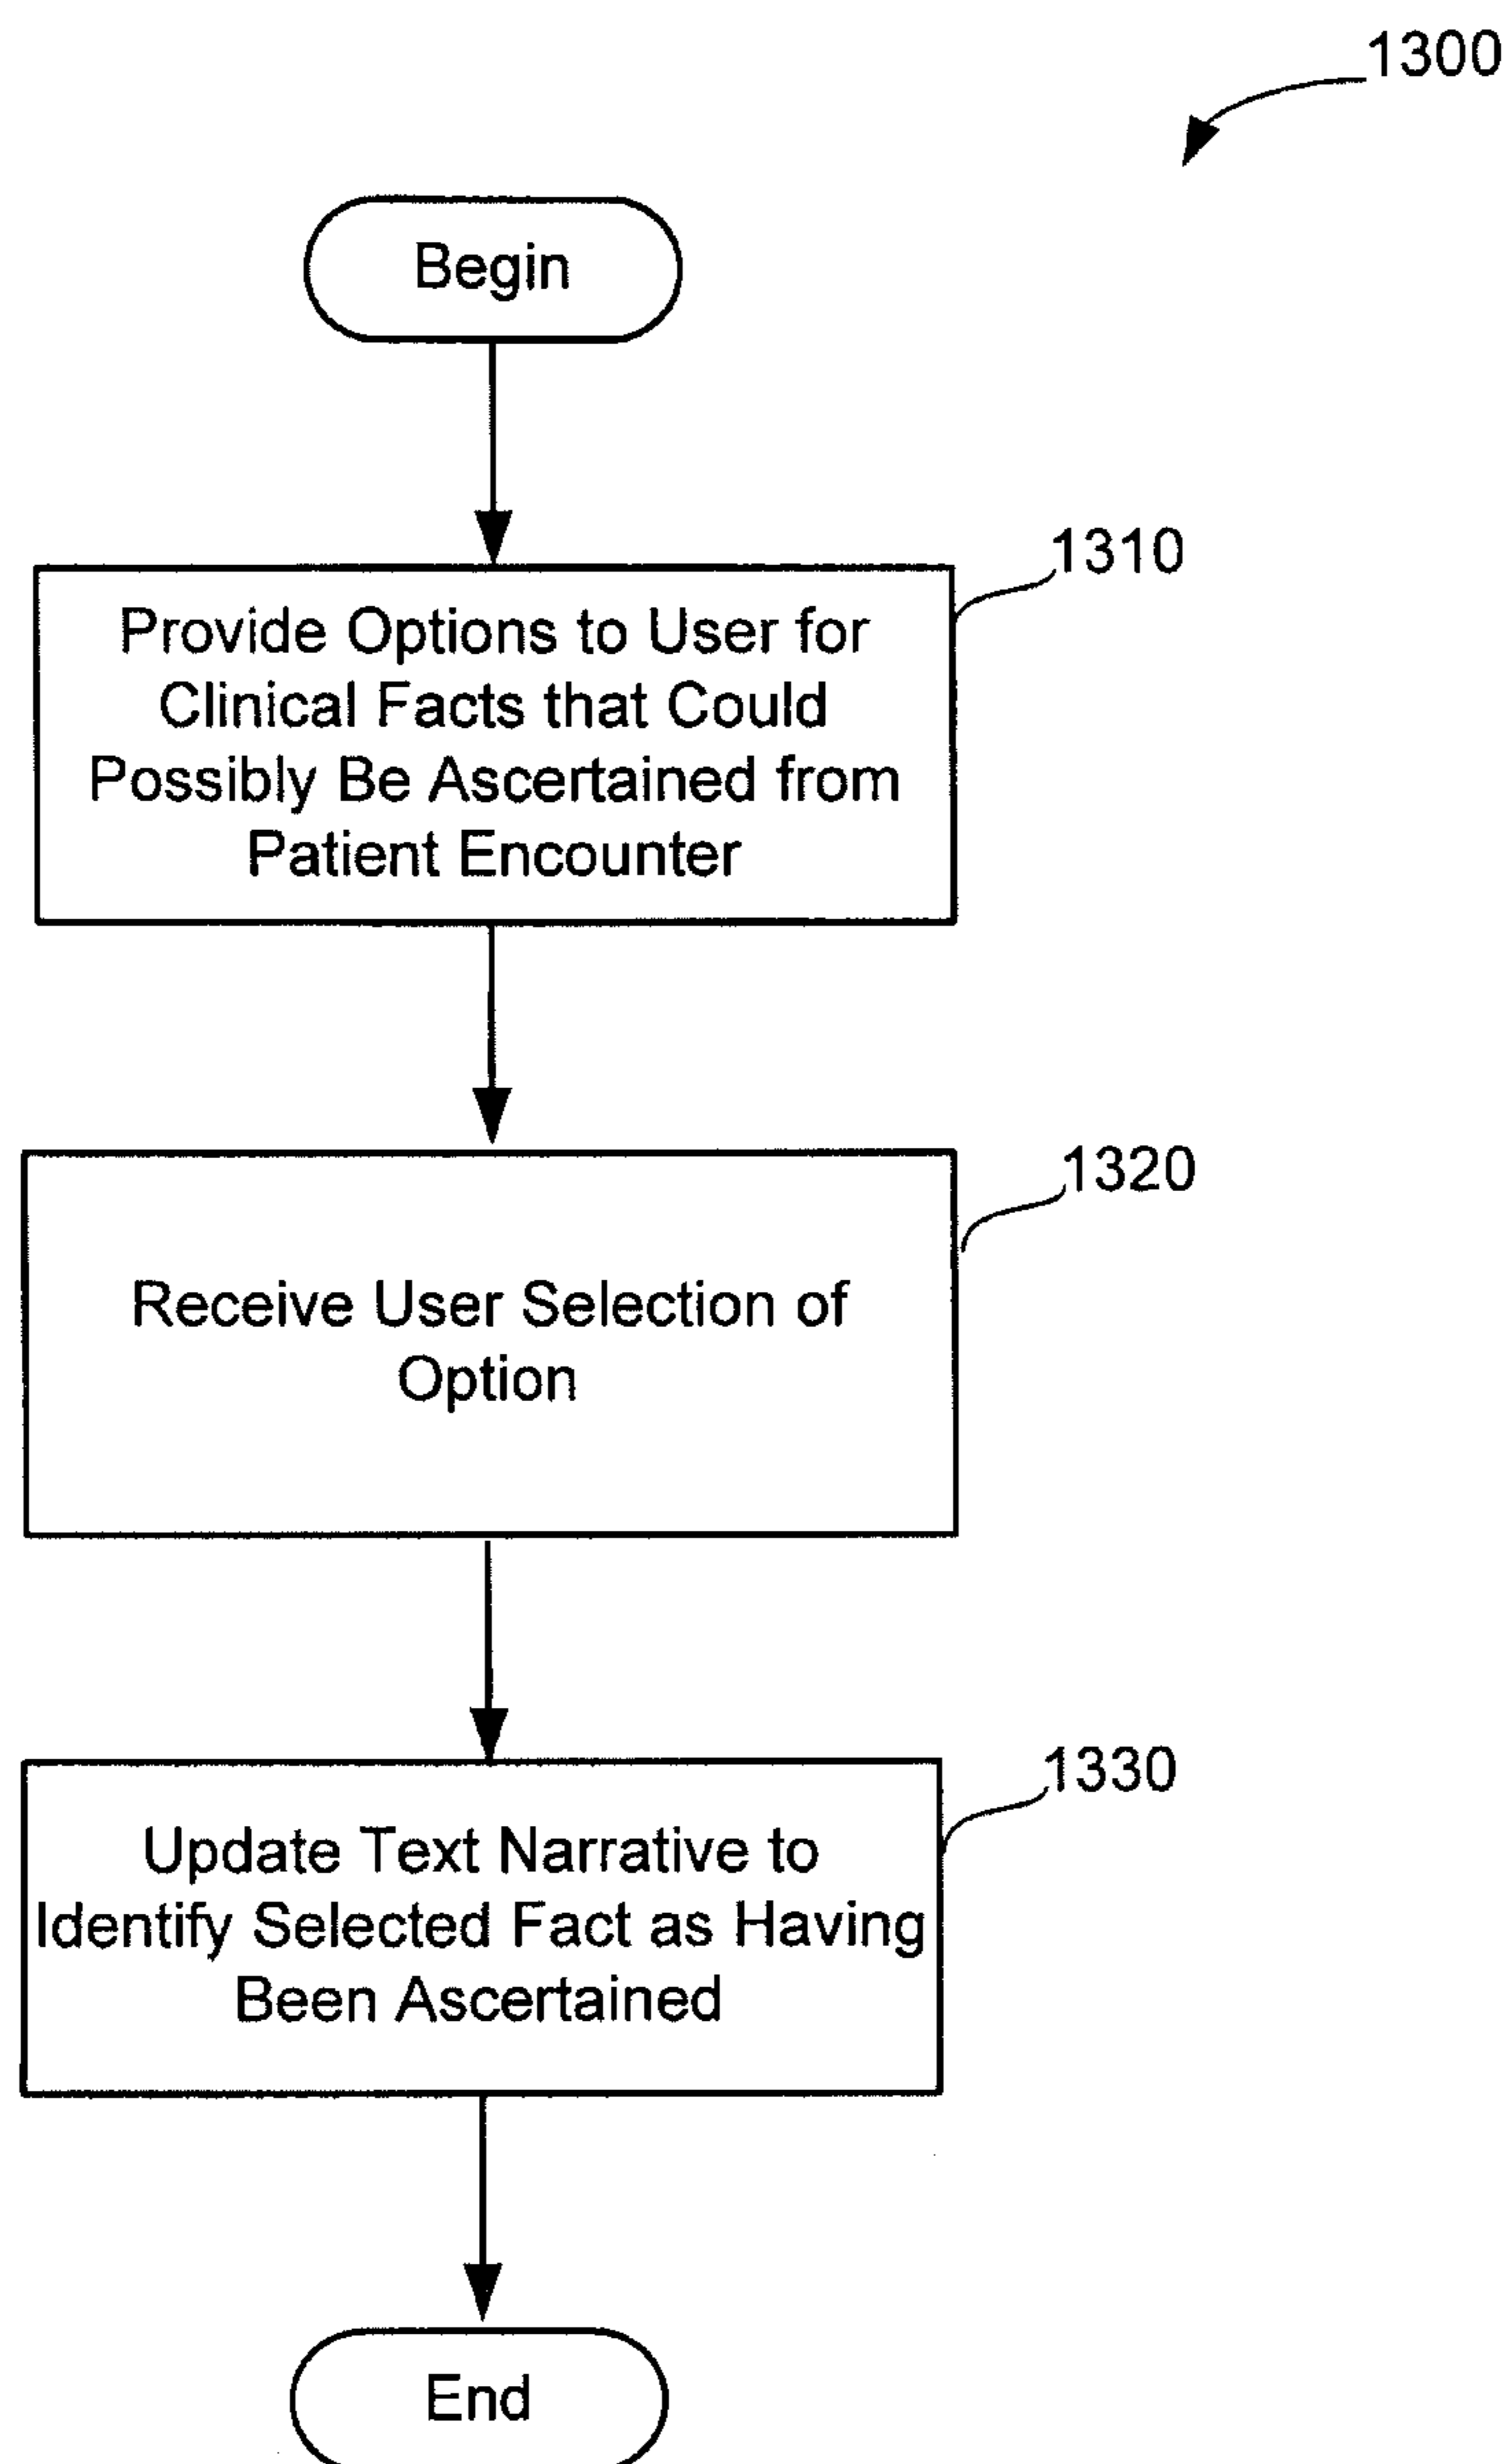 1300
Begin
1310
Provide Options to User for
Clinical Facts that Could
Possibly Be Ascertained from
Patient Encounter
1320
Receive User Selection of
Option
1330
Update Text Narrative to
Identify Selected Fact as Having
Been Ascertained
End